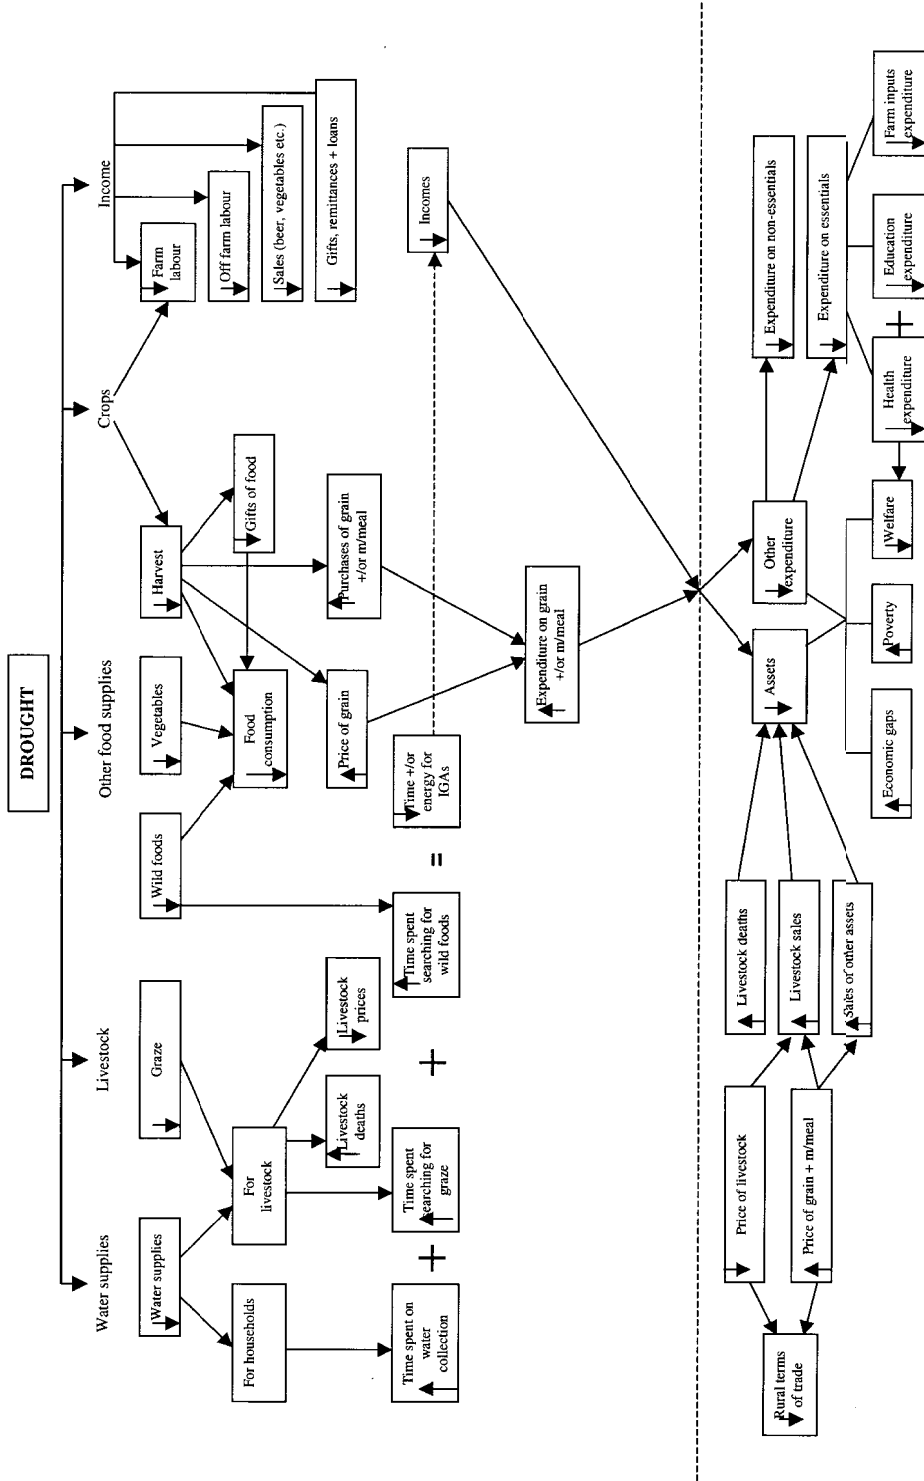 DROUGHT
Water supplies
Livestock
Other food supplies
Crops
Income
Water supplies
Graze
Wild foods
Vegetables
Harvest
Farm
labour
Off farm labour
Sales (beer, vegetables etc.)
Gifts, remittances + loans
For households
For
livestock
Food
consumption
Gifts of food
Livestock
deaths
Livestock
prices
Price of grain
Purchases of grain
+/or m/meal
Time spent on
water
collection
+
Time spent
searching for
graze
+
Time spent
searching for
wild foods
=
Time +/or
energy for
IGAs
Incomes
Expenditure on grain
+/or m/meal
Rural terms
of trade
Price of livestock
Price of grain + m/meal
Livestock deaths
Livestock sales
Sales of other assets
Assets
Other
expenditure
Expenditure on non-essentials
Expenditure on essentials
Economic gaps
Poverty
Welfare
Health
expenditure
+
Education
expenditure
Farm inputs
expenditure